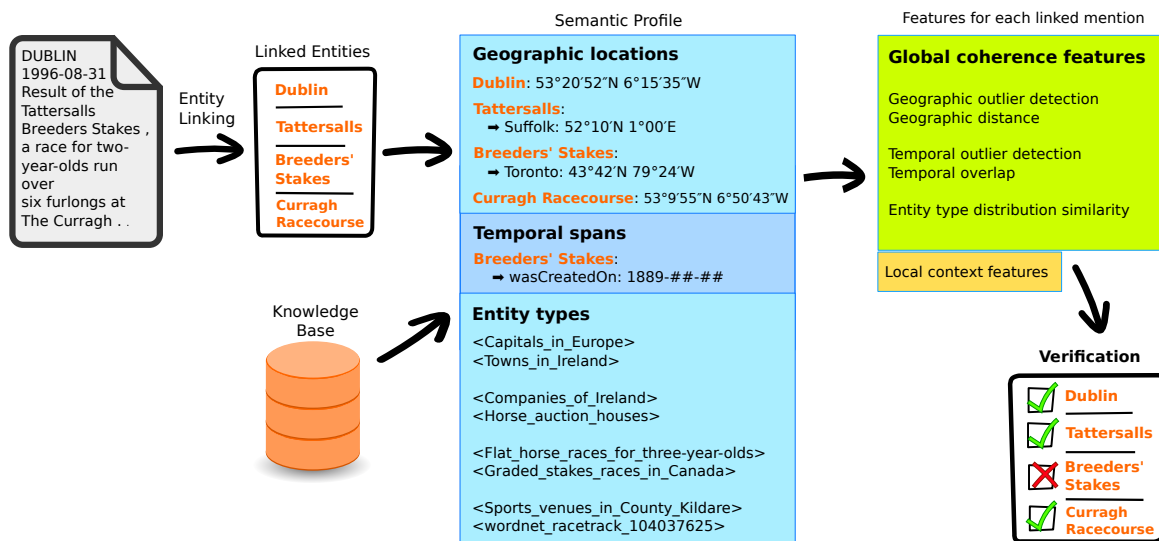 DUBLIN
1996-08-31
Result of the
Tattersalls
Breeders Stakes ,
a race for two-
year-olds run
over
six furlongs at
The Curragh . .
Entity
Linking
Linked Entities
Dublin
Tattersalls
Breeders'
Stakes
Curragh
Racecourse
Knowledge
Base
Semantic Profile
Geographic locations
Dublin: 53°20′52″N 6°15′35″W
Tattersalls:
➡ Suffolk: 52°10′N 1°00′E
Breeders' Stakes:
➡ Toronto: 43°42′N 79°24′W
Curragh Racecourse: 53°9′55″N 6°50′43″W
Temporal spans
Breeders' Stakes:
➡ wasCreatedOn: 1889-##-##
Entity types
<Capitals_in_Europe>
<Towns_in_Ireland>
<Companies_of_Ireland>
<Horse_auction_houses>
<Flat_horse_races_for_three-year-olds>
<Graded_stakes_races_in_Canada>
<Sports_venues_in_County_Kildare>
<wordnet_racetrack_104037625>
Features for each linked mention
Global coherence features
Geographic outlier detection
Geographic distance
Temporal outlier detection
Temporal overlap
Entity type distribution similarity
Local context features
Verification
Dublin
Tattersalls
Breeders'
Stakes
Curragh
Racecourse